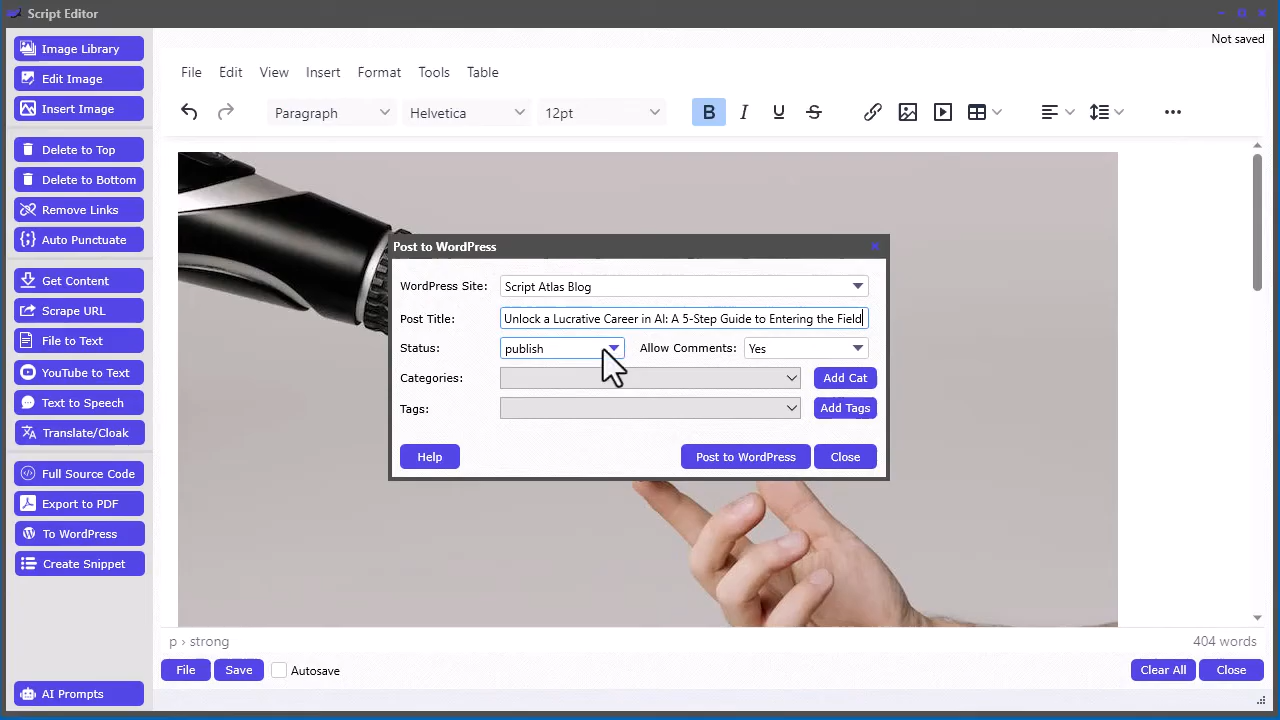 Script Editor
Not saved
Image Library
Edit Image
Insert Image
Delete to Top
Delete to Bottom
Remove Links
Auto Punctuate
Get Content
Scrape URL
File to Text
YouTube to Text
Text to Speech
Translate/Cloak
Full Source Code
Export to PDF
To WordPress
Create Snippet
AI Prompts
File Edit View Insert Format Tools Table
Paragraph Helvetica 12pt B I U S
Post to WordPress
WordPress Site: Script Atlas Blog
Post Title: Unlock a Lucrative Career in AI: A 5-Step Guide to Entering the Field
Status: publish Allow Comments: Yes
Categories: Add Cat
Tags: Add Tags
Help Post to WordPress Close
p › strong 404 words
File Save Autosave Clear All Close